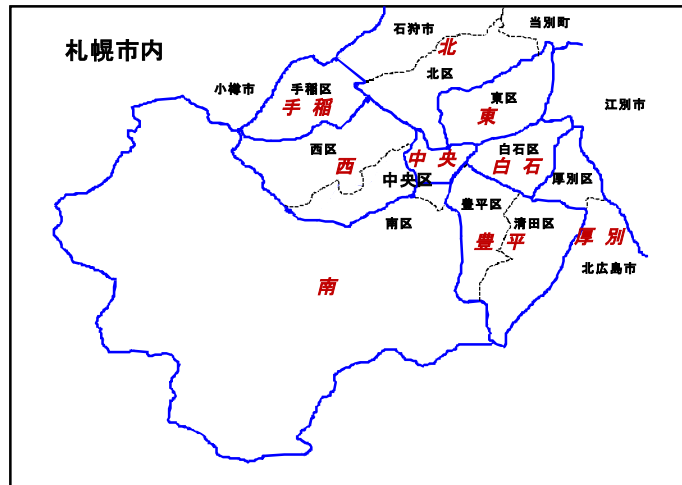 当別町
石狩市
札幌市内
北
北区
小樽市
手稲区
手稲
東区
江別市
東
西区
白石区
中央
白石
西
中央区
厚別区
豊平区
南区
清田区
豊平
厚別
北広島市
南